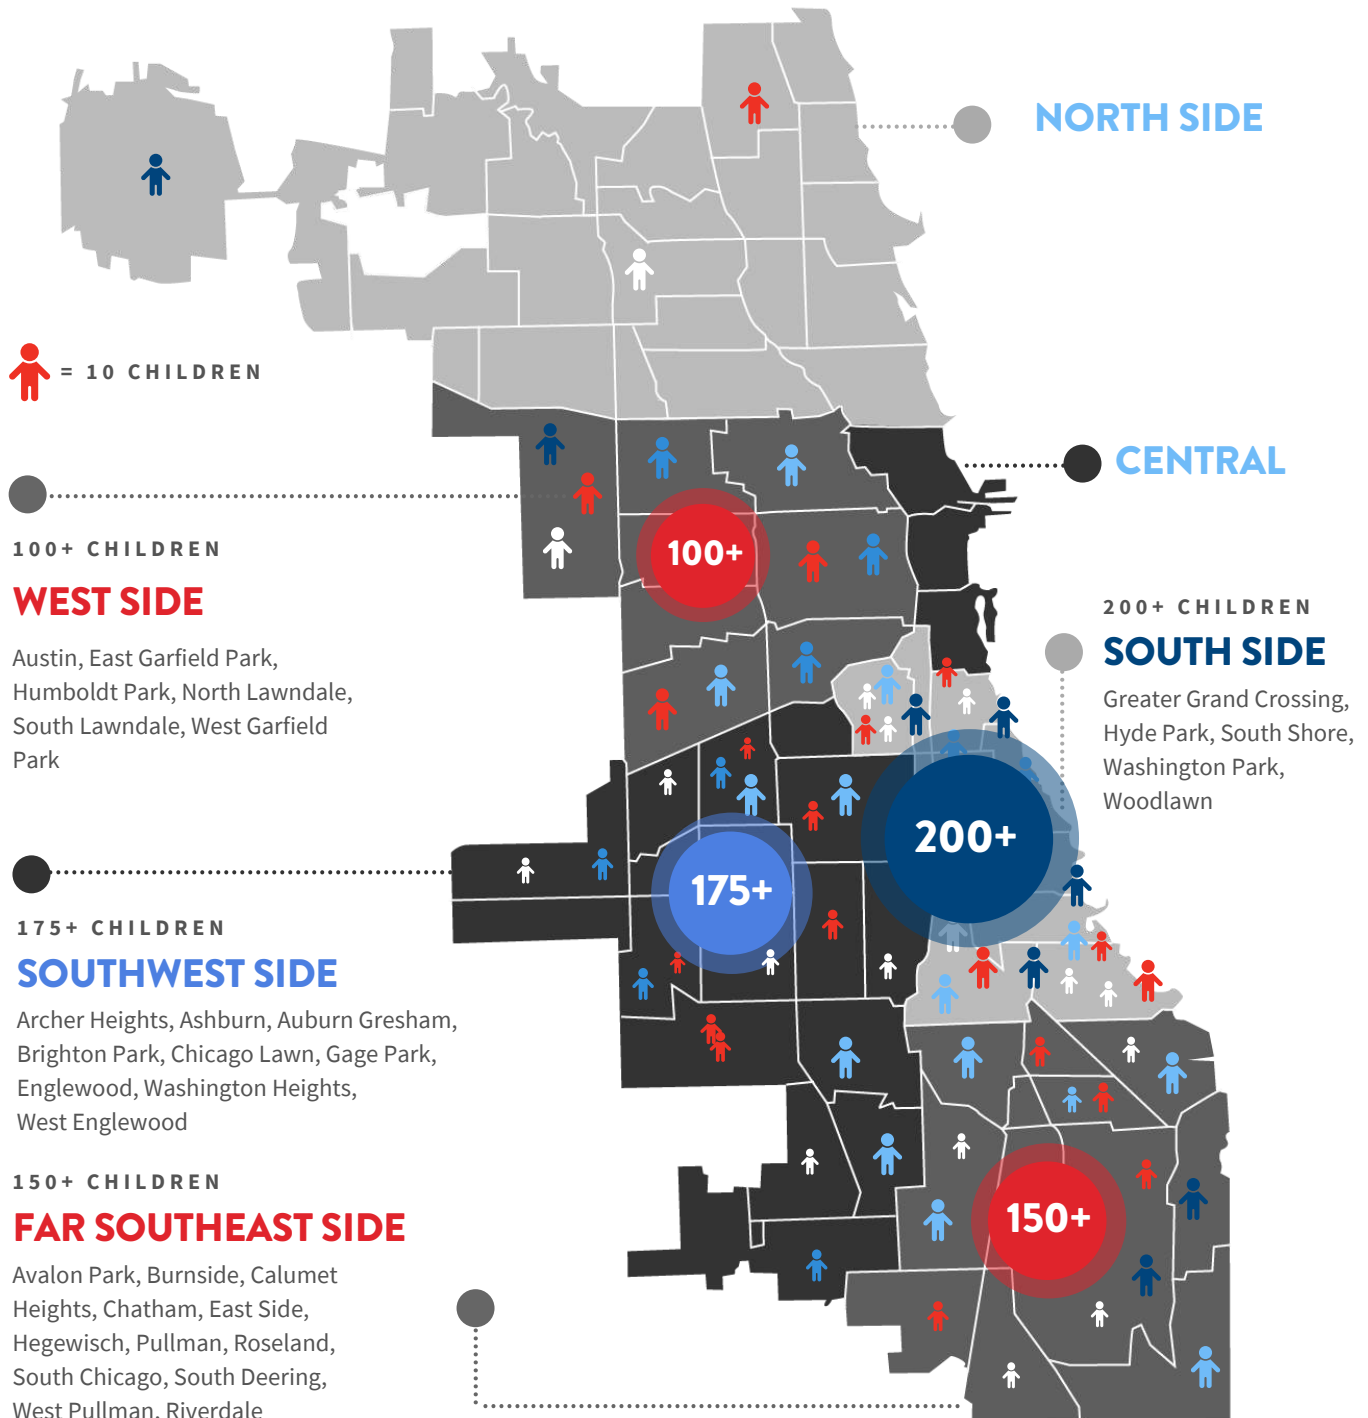 NORTH SIDE
= 10 CHILDREN
CENTRAL
100+ CHILDREN
WEST SIDE
Austin, East Garfield Park,
Humboldt Park, North Lawndale,
South Lawndale, West Garfield
Park
100+
200+ CHILDREN
SOUTH SIDE
Greater Grand Crossing,
Hyde Park, South Shore,
Washington Park,
Woodlawn
200+
175+
175+ CHILDREN
SOUTHWEST SIDE
Archer Heights, Ashburn, Auburn Gresham,
Brighton Park, Chicago Lawn, Gage Park,
Englewood, Washington Heights,
West Englewood
150+ CHILDREN
FAR SOUTHEAST SIDE
Avalon Park, Burnside, Calumet
Heights, Chatham, East Side,
Hegewisch, Pullman, Roseland,
South Chicago, South Deering,
West Pullman, Riverdale
150+